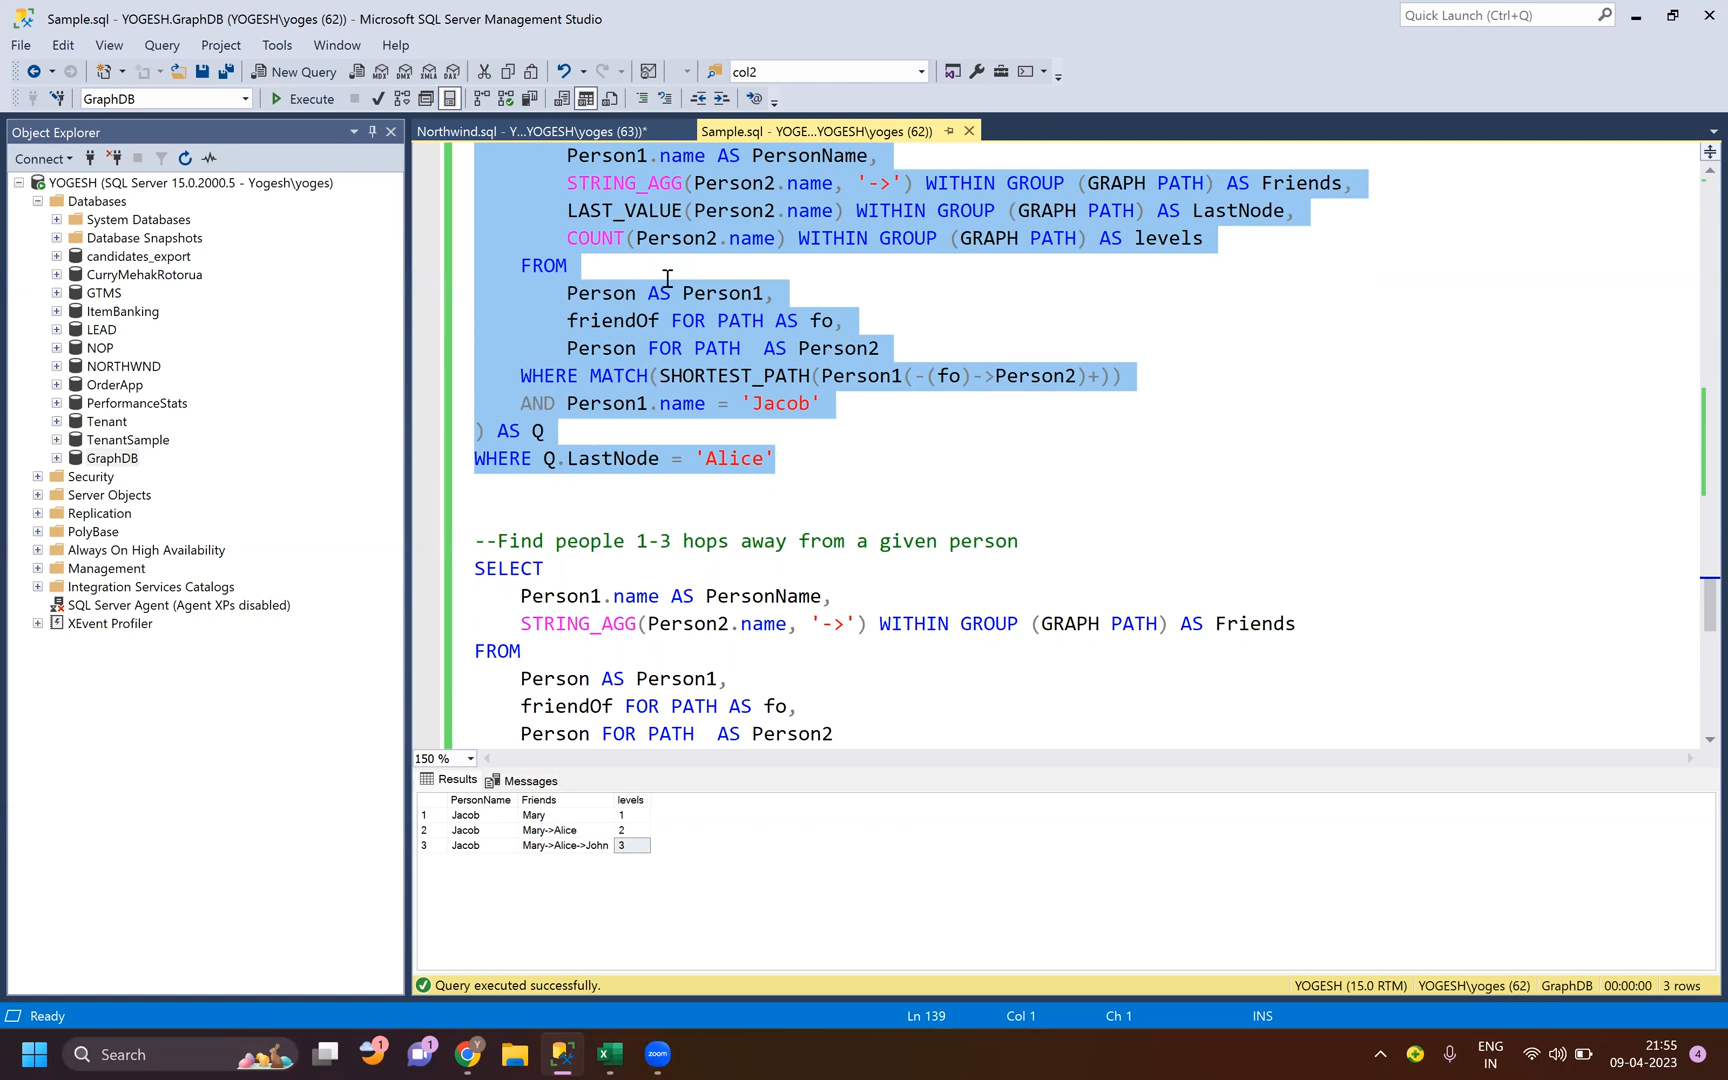 Sample.sql - YOGESH.GraphDB (YOGESH\yoges (62)) - Microsoft SQL Server Management Studio
Quick Launch (Ctrl+Q)
File Edit View Query Project Tools Window Help
New Query
MDX DMX XMLA DAX
col2
GraphDB
Execute
Object Explorer
Northwind.sql - Y...YOGESH\yoges (63))*
Sample.sql - YOGE...YOGESH\yoges (62))
Connect
YOGESH (SQL Server 15.0.2000.5 - Yogesh\yoges)
Databases
System Databases
Database Snapshots
candidates_export
CurryMehakRotorua
GTMS
ItemBanking
LEAD
NOP
NORTHWND
OrderApp
PerformanceStats
Tenant
TenantSample
GraphDB
Security
Server Objects
Replication
PolyBase
Always On High Availability
Management
Integration Services Catalogs
SQL Server Agent (Agent XPs disabled)
XEvent Profiler
Person1.name AS PersonName,
STRING_AGG(Person2.name, '->') WITHIN GROUP (GRAPH PATH) AS Friends,
LAST_VALUE(Person2.name) WITHIN GROUP (GRAPH PATH) AS LastNode,
COUNT(Person2.name) WITHIN GROUP (GRAPH PATH) AS levels
FROM
Person AS Person1,
friendOf FOR PATH AS fo,
Person FOR PATH  AS Person2
WHERE MATCH(SHORTEST_PATH(Person1(-(fo)->Person2)+))
AND Person1.name = 'Jacob'
) AS Q
WHERE Q.LastNode = 'Alice'
--Find people 1-3 hops away from a given person
SELECT
Person1.name AS PersonName,
STRING_AGG(Person2.name, '->') WITHIN GROUP (GRAPH PATH) AS Friends
FROM
Person AS Person1,
friendOf FOR PATH AS fo,
Person FOR PATH  AS Person2
150 %
Results Messages
PersonName Friends levels
1 Jacob Mary 1
2 Jacob Mary->Alice 2
3 Jacob Mary->Alice->John 3
Query executed successfully.
YOGESH (15.0 RTM) YOGESH\yoges (62) GraphDB 00:00:00 3 rows
Ready
Ln 139 Col 1 Ch 1 INS
Search
1
1
Y
zoom
ENG
IN
21:55
09-04-2023
4